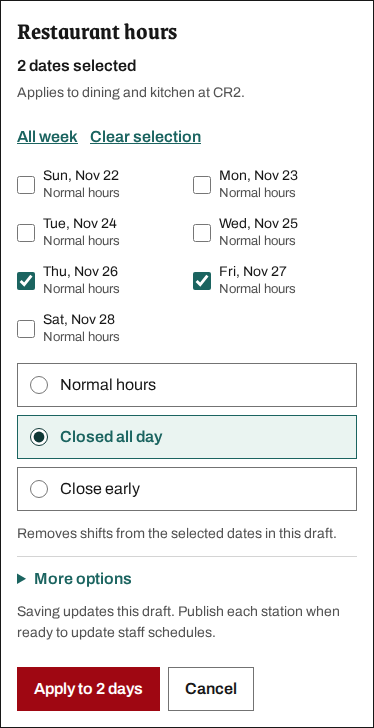 Restaurant hours
2 dates selected
Applies to dining and kitchen at CR2.
All week Clear selection
Sun, Nov 22
Normal hours
Mon, Nov 23
Normal hours
Tue, Nov 24
Normal hours
Wed, Nov 25
Normal hours
Thu, Nov 26
Normal hours
Fri, Nov 27
Normal hours
Sat, Nov 28
Normal hours
Normal hours
Closed all day
Close early
Removes shifts from the selected dates in this draft.
More options
Saving updates this draft. Publish each station when
ready to update staff schedules.
Apply to 2 days
Cancel